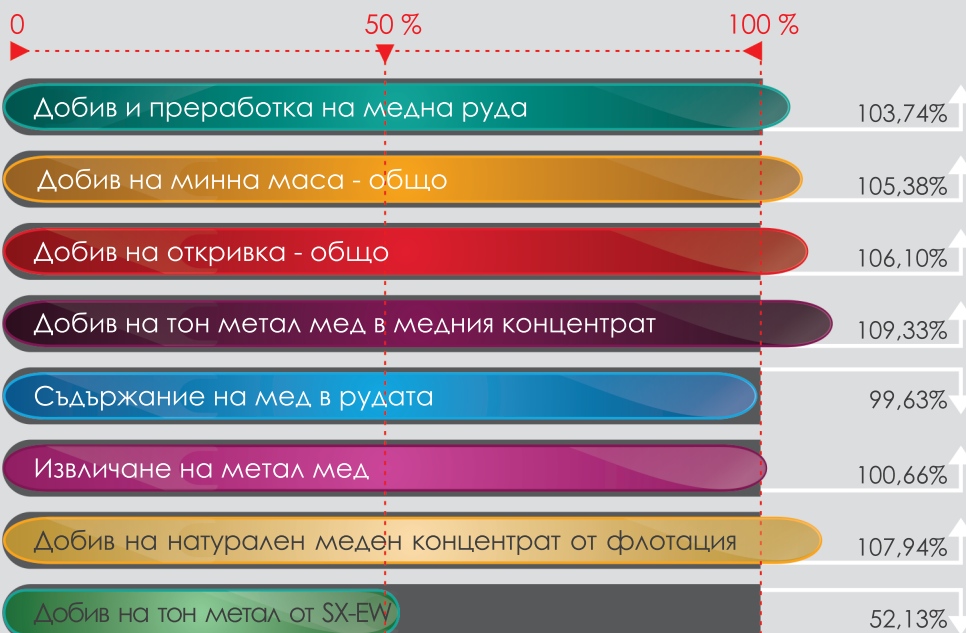 0 50 % 100 %
Добив и преработка на медна руда 103,74%
Добив на минна маса - общо 105,38%
Добив на откривка - общо 106,10%
Добив на тон метал мед в медния концентрат 109,33%
Съдържание на мед в рудата 99,63%
Извличане на метал мед 100,66%
Добив на натурален меден концентрат от флотация 107,94%
Добив на тон метал от SX-EW 52,13%